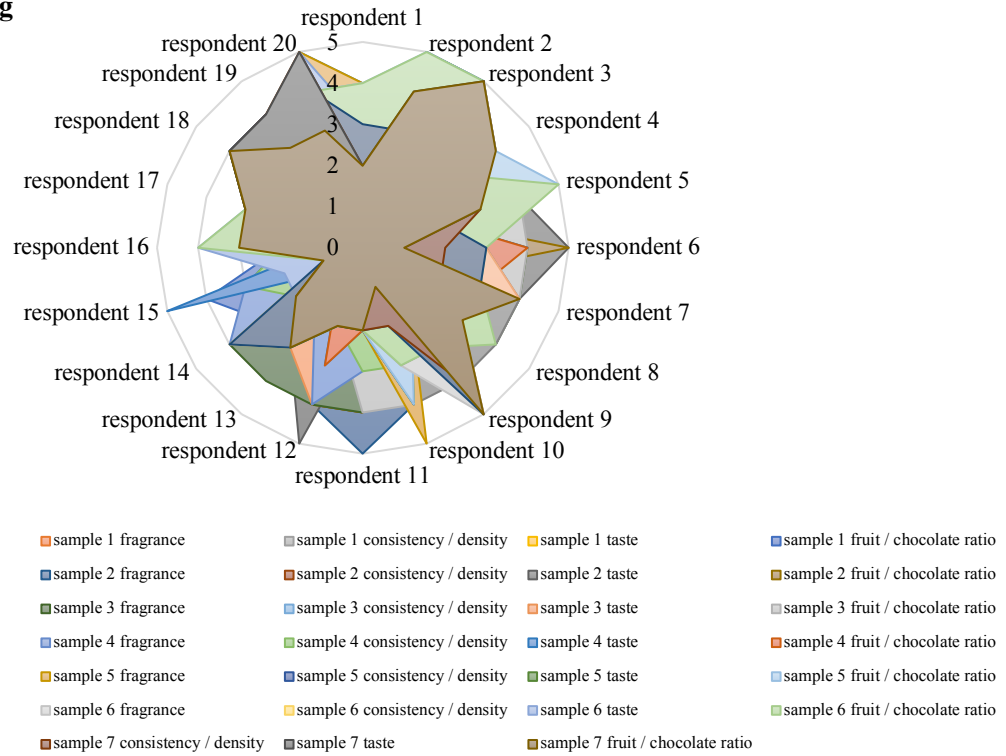 g
respondent 1
respondent 20
5
respondent 2
respondent 19
4
respondent 3
respondent 18
3
respondent 4
respondent 17
2
respondent 5
1
respondent 16
0
respondent 6
respondent 15
respondent 7
respondent 14
respondent 8
respondent 13
respondent 9
respondent 12
respondent 10
respondent 11
sample 1 fragrance
sample 1 consistency / density
sample 1 taste
sample 1 fruit / chocolate ratio
sample 2 fragrance
sample 2 consistency / density
sample 2 taste
sample 2 fruit / chocolate ratio
sample 3 fragrance
sample 3 consistency / density
sample 3 taste
sample 3 fruit / chocolate ratio
sample 4 fragrance
sample 4 consistency / density
sample 4 taste
sample 4 fruit / chocolate ratio
sample 5 fragrance
sample 5 consistency / density
sample 5 taste
sample 5 fruit / chocolate ratio
sample 6 fragrance
sample 6 consistency / density
sample 6 taste
sample 6 fruit / chocolate ratio
sample 7 consistency / density
sample 7 taste
sample 7 fruit / chocolate ratio